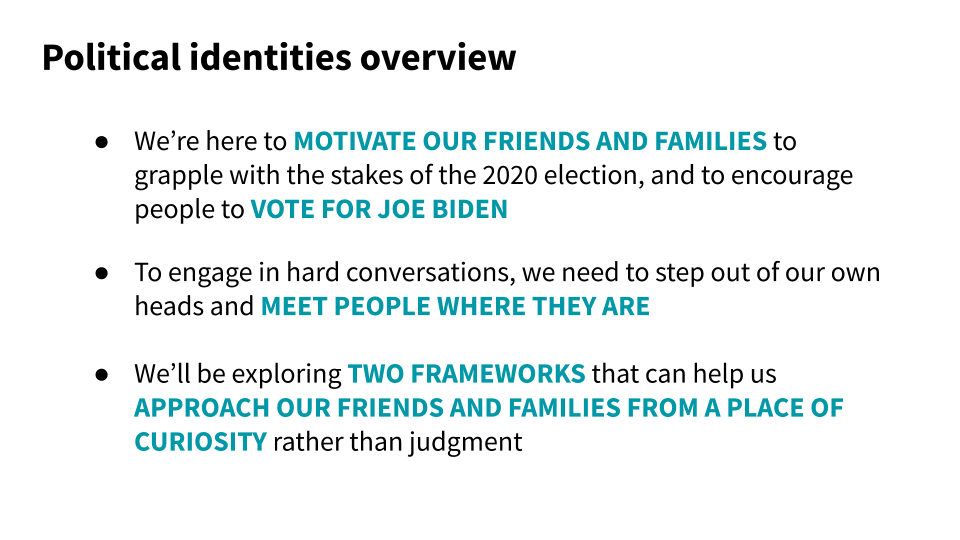 Political identities overview
● We’re here to MOTIVATE OUR FRIENDS AND FAMILIES to
grapple with the stakes of the 2020 election, and to encourage
people to VOTE FOR JOE BIDEN
● To engage in hard conversations, we need to step out of our own
heads and MEET PEOPLE WHERE THEY ARE
● We’ll be exploring TWO FRAMEWORKS that can help us
APPROACH OUR FRIENDS AND FAMILIES FROM A PLACE OF
CURIOSITY rather than judgment